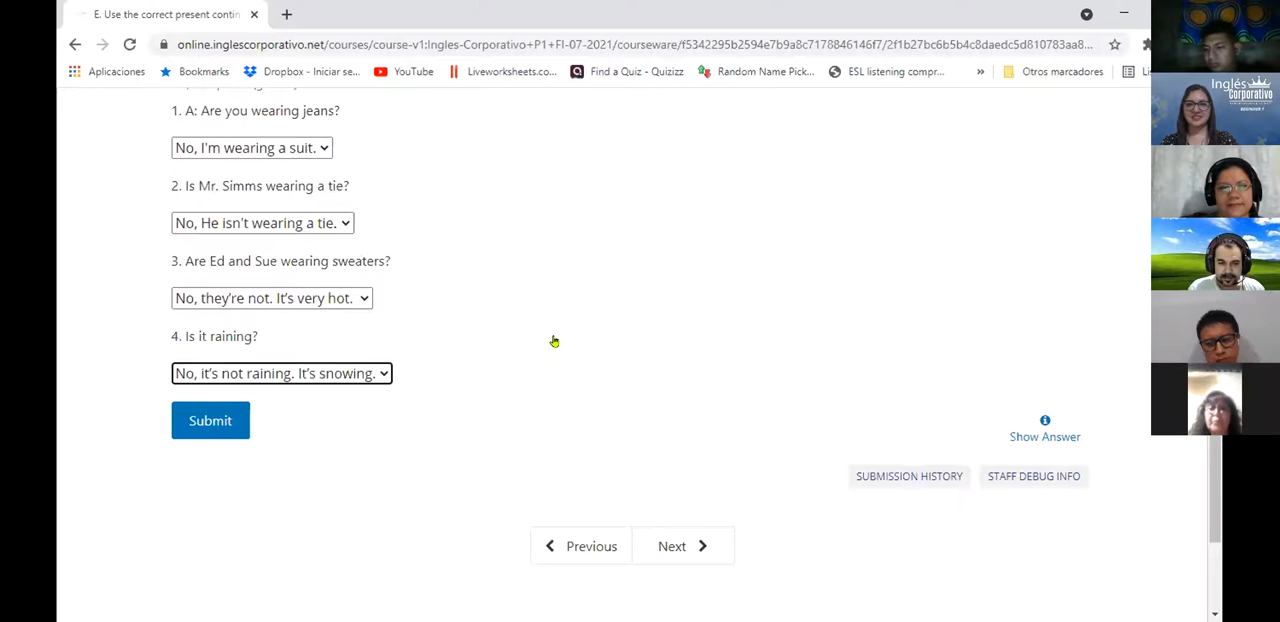 E. Use the correct present contin
online.inglescorporativo.net/courses/course-v1:Ingles-Corporativo+P1+FI-07-2021/courseware/f5342295b2594e7b9a8c7178846146f7/2f1b27bc6b5b4c8daedc5d810783aa8...
Aplicaciones Bookmarks Dropbox - Iniciar se... YouTube Liveworksheets.co... Find a Quiz - Quizizz Random Name Pick... ESL listening compr... » Otros marcadores
1. A: Are you wearing jeans?
No, I'm wearing a suit.
2. Is Mr. Simms wearing a tie?
No, He isn't wearing a tie.
3. Are Ed and Sue wearing sweaters?
No, they're not. It's very hot.
4. Is it raining?
No, it's not raining. It's snowing.
Submit
Show Answer
SUBMISSION HISTORY STAFF DEBUG INFO
Previous Next
Inglés
Corporativo
BEGINNER 1